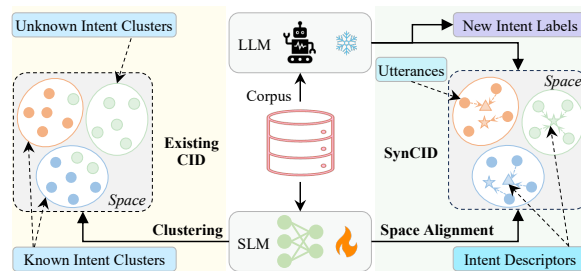 Unknown Intent Clusters
LLM
New Intent Labels
Corpus
Utterances
Space
Existing
CID
SynCID
Space
Clustering
SLM
Space Alignment
Known Intent Clusters
Intent Descriptors